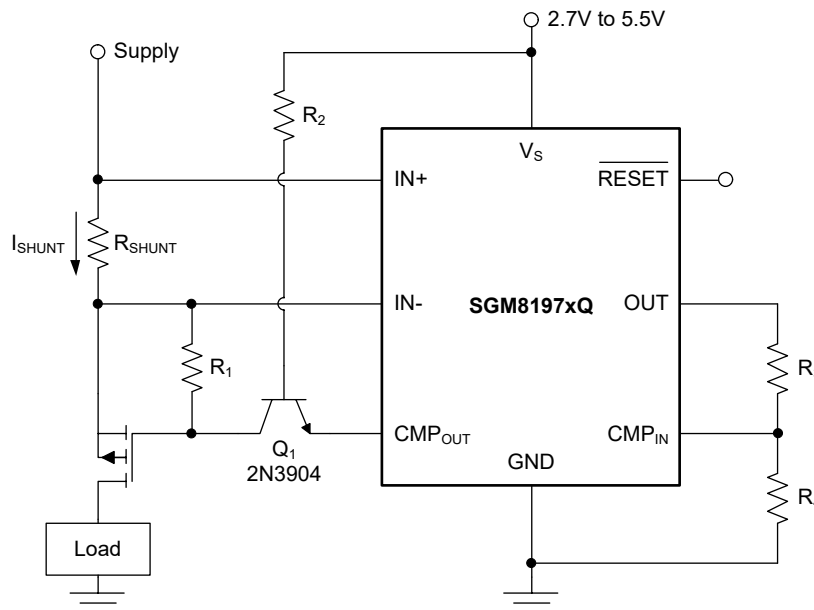 2.7V to 5.5V
Supply
R2
VS
IN+
RESET
ISHUNT
RSHUNT
IN-
SGM8197xQ
OUT
R1
R
CMPOUT
CMPIN
Q1
2N3904
GND
R
Load